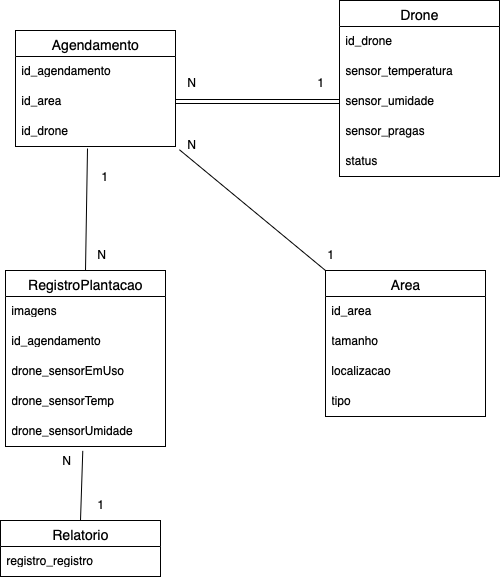 Drone
id_drone
sensor_temperatura
sensor_umidade
sensor_pragas
status
Agendamento
id_agendamento
id_area
id_drone
N
1
N
1
1
N
RegistroPlantacao
imagens
id_agendamento
drone_sensorEmUso
drone_sensorTemp
drone_sensorUmidade
Area
id_area
tamanho
localizacao
tipo
N
1
Relatorio
registro_registro